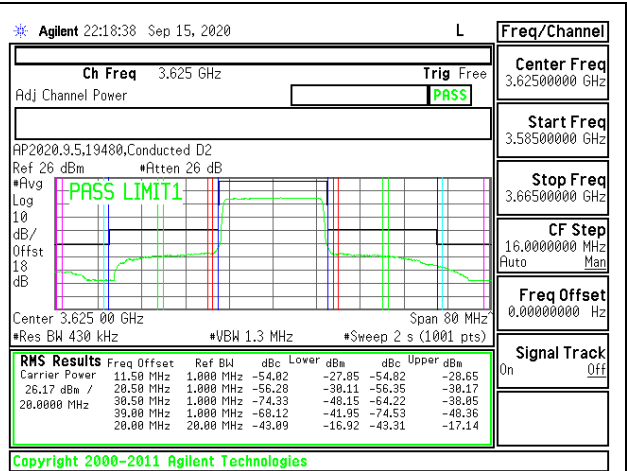 Agilent 22:18:38 Sep 15, 2020 L
Freq/Channel
Ch Freq 3.625 GHz Trig Free
Adj Channel Power PASS
Center Freq
3.62500000 GHz
Start Freq
3.58500000 GHz
Stop Freq
3.66500000 GHz
CF Step
16.0000000 MHz
Auto Man
Freq Offset
0.00000000 Hz
Signal Track
On Off
AP2020.9.5,19480,Conducted D2
Ref 26 dBm #Atten 26 dB
#Avg
Log
10
dB/
Offst
18
dB
PASS LIMIT1
Center 3.625 00 GHz Span 80 MHz
#Res BW 430 kHz #VBW 1.3 MHz #Sweep 2 s (1001 pts)
RMS Results Freq Offset Ref BW dBc Lower dBm dBc Upper dBm
Carrier Power 11.50 MHz 1.000 MHz -54.02 -27.85 -54.82 -28.65
26.17 dBm / 20.50 MHz 1.000 MHz -56.28 -30.11 -56.35 -30.17
20.0000 MHz 30.50 MHz 1.000 MHz -74.33 -48.15 -64.22 -38.05
39.00 MHz 1.000 MHz -68.12 -41.95 -74.53 -48.36
20.00 MHz 20.00 MHz -43.09 -16.92 -43.31 -17.14
Copyright 2000-2011 Agilent Technologies